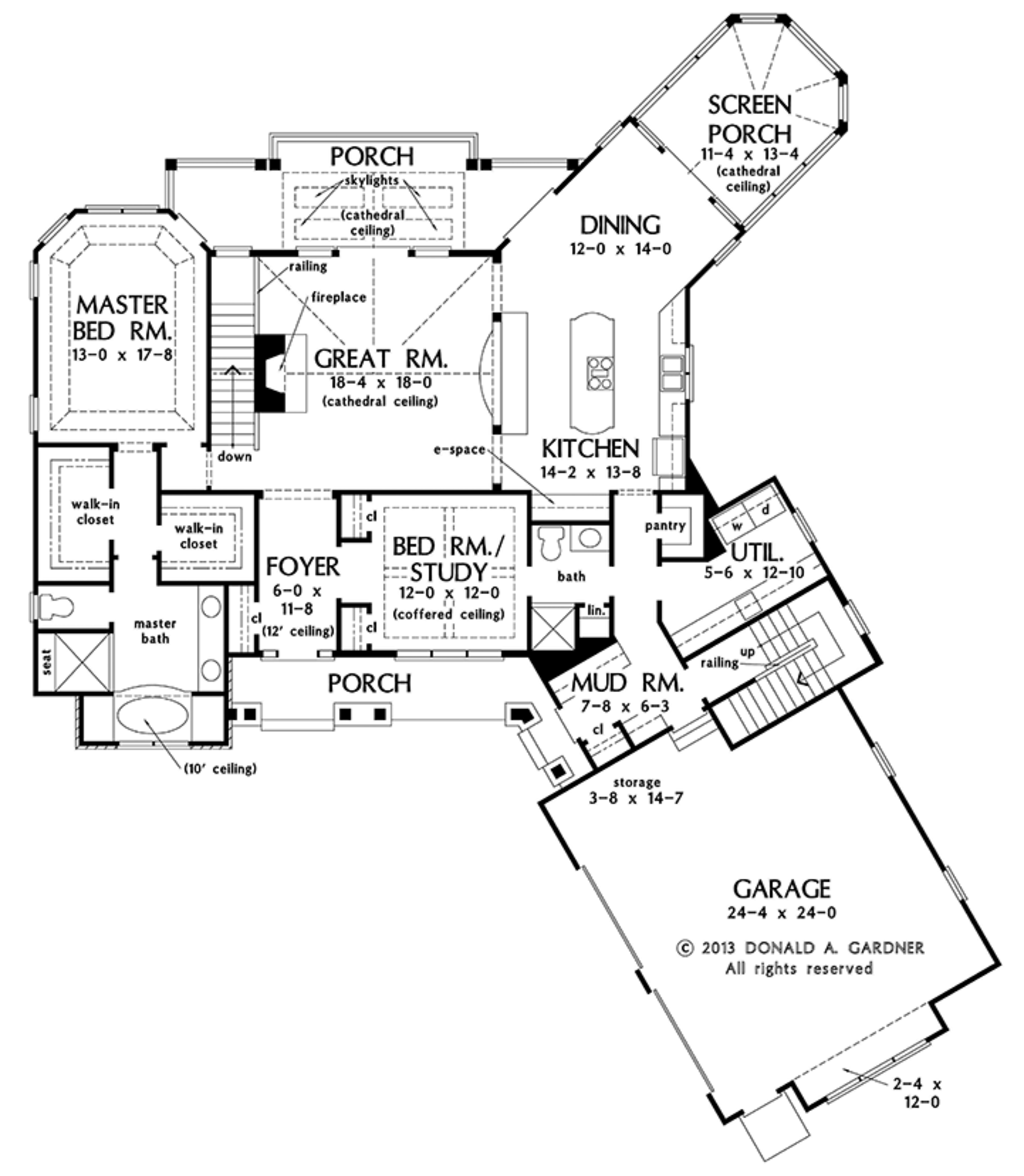 SCREEN
PORCH
11-4 x 13-4
(cathedral
ceiling)
PORCH
skylights
(cathedral
ceiling)
DINING
12-0 x 14-0
railing
fireplace
MASTER
BED RM.
13-0 x 17-8
GREAT RM.
18-4 x 18-0
(cathedral ceiling)
down
e-space
KITCHEN
14-2 x 13-8
walk-in
closet
walk-in
closet
cl
FOYER
6-0 x
11-8
(12' ceiling)
BED RM./
STUDY
12-0 x 12-0
(coffered ceiling)
cl
cl
bath
lin.
pantry
w
d
UTIL.
5-6 x 12-10
master
bath
seat
up
railing
PORCH
MUD RM.
7-8 x 6-3
cl
(10' ceiling)
storage
3-8 x 14-7
GARAGE
24-4 x 24-0
© 2013 DONALD A. GARDNER
All rights reserved
2-4 x
12-0